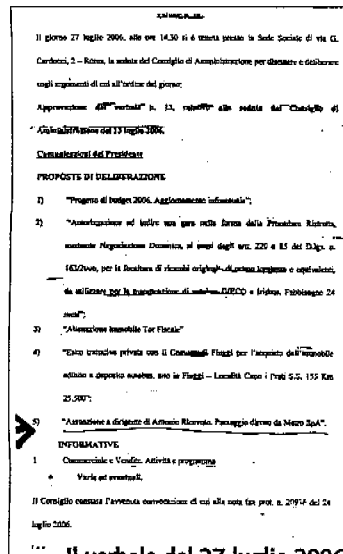 Il giorno 27 luglio 2006, alle ore 14.30 si è tenuta presso la Sede Sociale di via G.
Carducci, 2 – Roma, la seduta del Consiglio di Amministrazione per discutere e deliberare
sugli argomenti di cui all'ordine del giorno:
Approvazione del verbale n. 13, relativo alla seduta del Consiglio di
Amministrazione del 13 luglio 2006.
Comunicazioni del Presidente
PROPOSTE DI DELIBERAZIONE
1) "Progetto di budget 2006. Aggiornamento infrannuale";
2) "Autorizzazione ad indire una gara nella forma della Procedura Ristretta,
mediante Negoziazione Dinamica, ai sensi degli artt. 220 e 85 del D.lgs. n.
163/2006, per la fornitura di ricambi originali di primo impianto e equivalenti,
da utilizzare per la manutenzione di autobus IVECO e Irisbus. Fabbisogno 24
mesi";
3) "Alienazione immobile Tor Fiscale"
4) "Esito trattativa privata con il Comune di Fiuggi per l'acquisto dell'immobile
adibito a deposito autobus, sito in Fiuggi – Località Capo i Prati S.S. 155 Km
25.500";
5) "Assunzione a dirigente di Antonio Ricovato. Passaggio diretto da Metro SpA".
INFORMATIVE
1 Commerciale e Vendite. Attività e programma
Varie ed eventuali.
Il Consiglio constata l'avvenuta convocazione di cui alla nota prot. n. del 24
luglio 2006.
Il verbale del 27 luglio 2006